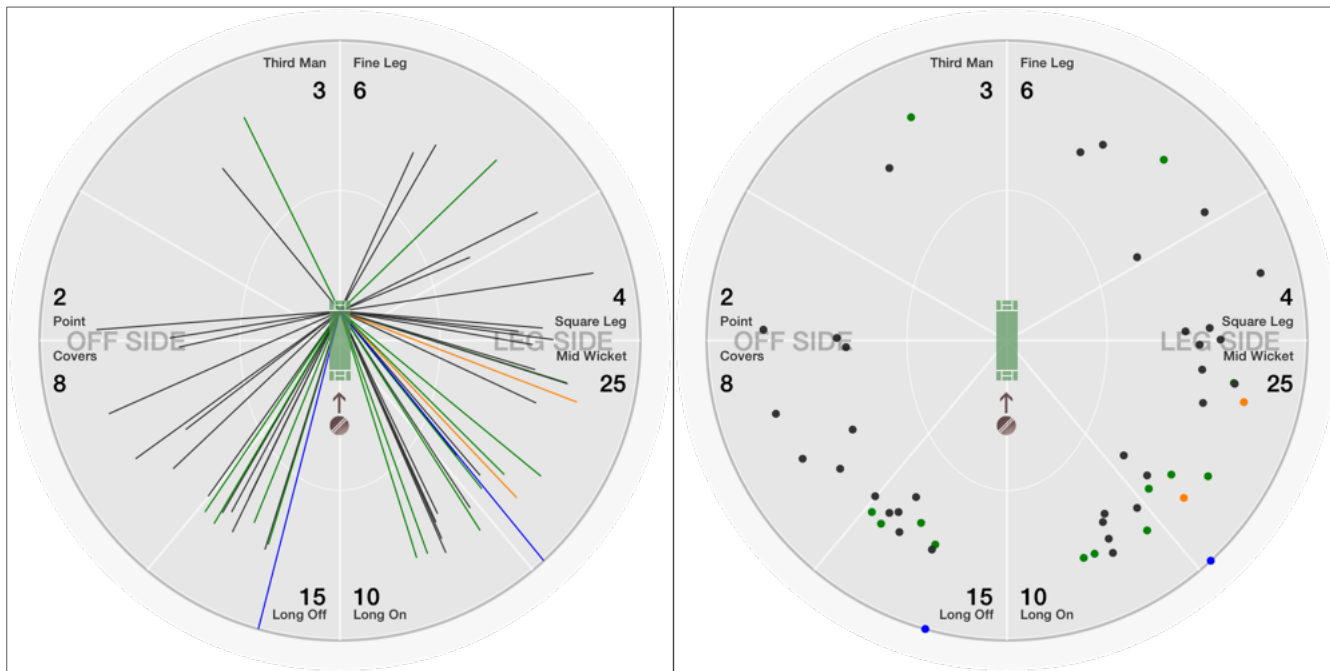 Third Man
3
Fine Leg
6
2
Point
OFF SIDE
Covers
8
4
Square Leg
LEG SIDE
Mid Wicket
25
15
Long Off
10
Long On
Third Man
3
Fine Leg
6
2
Point
OFF SIDE
Covers
8
4
Square Leg
LEG SIDE
Mid Wicket
25
15
Long Off
10
Long On